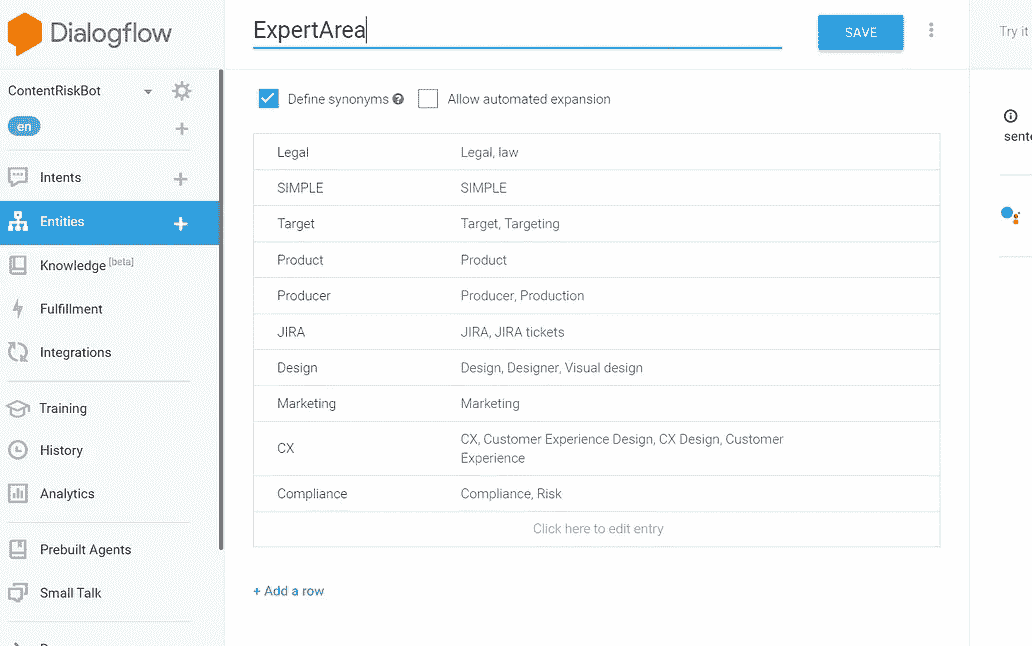 Dialogflow
ExpertArea
SAVE
Try it
ContentRiskBot
en
Define synonyms
Allow automated expansion
Intents
Entities
Knowledge [beta]
Fulfillment
Integrations
Training
History
Analytics
Prebuilt Agents
Small Talk
Legal Legal, law
SIMPLE SIMPLE
Target Target, Targeting
Product Product
Producer Producer, Production
JIRA JIRA, JIRA tickets
Design Design, Designer, Visual design
Marketing Marketing
CX CX, Customer Experience Design, CX Design, Customer
Experience
Compliance Compliance, Risk
Click here to edit entry
+ Add a row